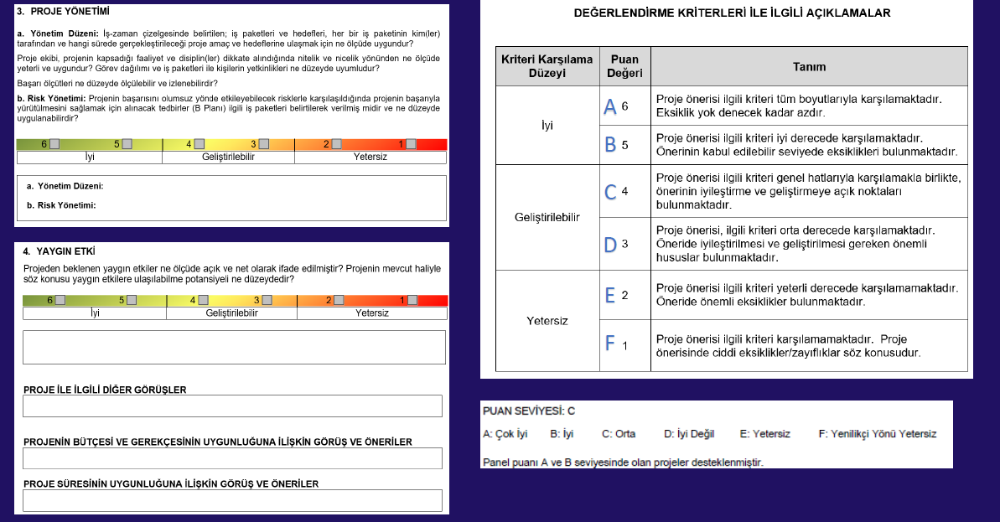 3. PROJE YÖNETİMİ
a. Yönetim Düzeni: İş-zaman çizelgesinde belirtilen; iş paketleri ve hedefleri, her bir iş paketinin kim(ler)
tarafından ve hangi sürede gerçekleştirileceği proje amaç ve hedeflerine ulaşmak için ne ölçüde uygundur?
Proje ekibi, projenin kapsadığı faaliyet ve disiplin(ler) dikkate alındığında nitelik ve nicelik yönünden ne ölçüde
yeterli ve uygundur? Görev dağılımı ve iş paketleri ile kişilerin yetkinlikleri ne düzeyde uyumludur?
Başarı ölçütleri ne düzeyde ölçülebilir ve izlenebilirdir?
b. Risk Yönetimi: Projenin başarısını olumsuz yönde etkileyebilecek risklerle karşılaşıldığında projenin başarıyla
yürütülmesini sağlamak için alınacak tedbirler (B Planı) ilgili iş paketleri belirtilerek verilmiş midir ve ne düzeyde
uygulanabilirdir?
6 5 4 3 2 1
İyi Geliştirilebilir Yetersiz
a. Yönetim Düzeni:
b. Risk Yönetimi:
4. YAYGIN ETKİ
Projeden beklenen yaygın etkiler ne ölçüde açık ve net olarak ifade edilmiştir? Projenin mevcut haliyle
söz konusu yaygın etkilere ulaşılabilme potansiyeli ne düzeydedir?
6 5 4 3 2 1
İyi Geliştirilebilir Yetersiz
PROJE İLE İLGİLİ DİĞER GÖRÜŞLER
PROJENİN BÜTÇESİ VE GEREKÇESİNİN UYGUNLUĞUNA İLİŞKİN GÖRÜŞ VE ÖNERİLER
PROJE SÜRESİNİN UYGUNLUĞUNA İLİŞKİN GÖRÜŞ VE ÖNERİLER
DEĞERLENDİRME KRİTERLERİ İLE İLGİLİ AÇIKLAMALAR
Kriteri Karşılama
Düzeyi
Puan
Değeri
Tanım
İyi
A 6
Proje önerisi ilgili kriteri tüm boyutlarıyla karşılamaktadır.
Eksiklik yok denecek kadar azdır.
B 5
Proje önerisi ilgili kriteri iyi derecede karşılamaktadır.
Önerinin kabul edilebilir seviyede eksiklikleri bulunmaktadır.
Geliştirilebilir
C 4
Proje önerisi ilgili kriteri genel hatlarıyla karşılamakla birlikte,
önerinin iyileştirme ve geliştirmeye açık noktaları
bulunmaktadır.
D 3
Proje önerisi, ilgili kriteri orta derecede karşılamaktadır.
Öneride iyileştirilmesi ve geliştirilmesi gereken önemli
hususlar bulunmaktadır.
Yetersiz
E 2
Proje önerisi ilgili kriteri yeterli derecede karşılamamaktadır.
Öneride önemli eksiklikler bulunmaktadır.
F 1
Proje önerisi ilgili kriteri karşılamamaktadır. Proje
önerisinde ciddi eksiklikler/zayıflıklar söz konusudur.
PUAN SEVİYESİ: C
A: Çok İyi B: İyi C: Orta D: İyi Değil E: Yetersiz F: Yenilikçi Yönü Yetersiz
Panel puanı A ve B seviyesinde olan projeler desteklenmiştir.